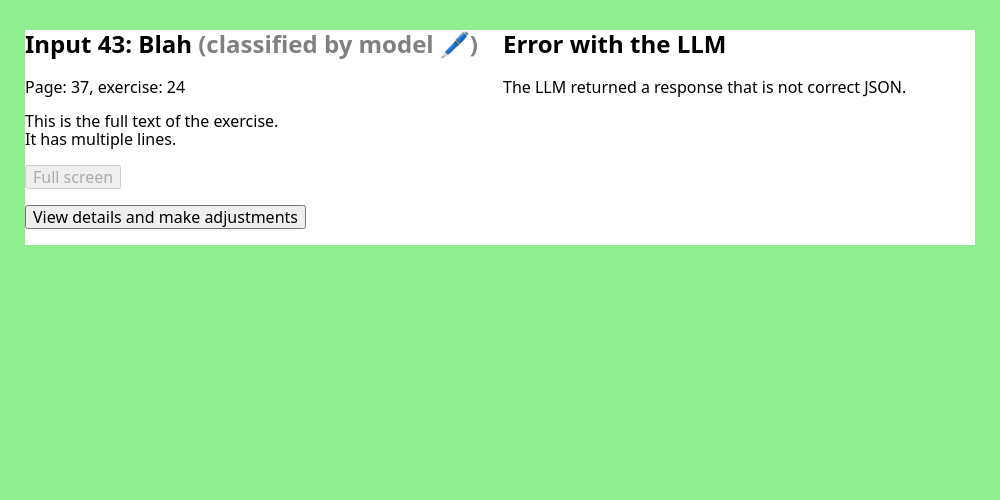 Input 43: Blah (classified by model 🖊️)
Page: 37, exercise: 24
This is the full text of the exercise.
It has multiple lines.
Full screen
View details and make adjustments
Error with the LLM
The LLM returned a response that is not correct JSON.